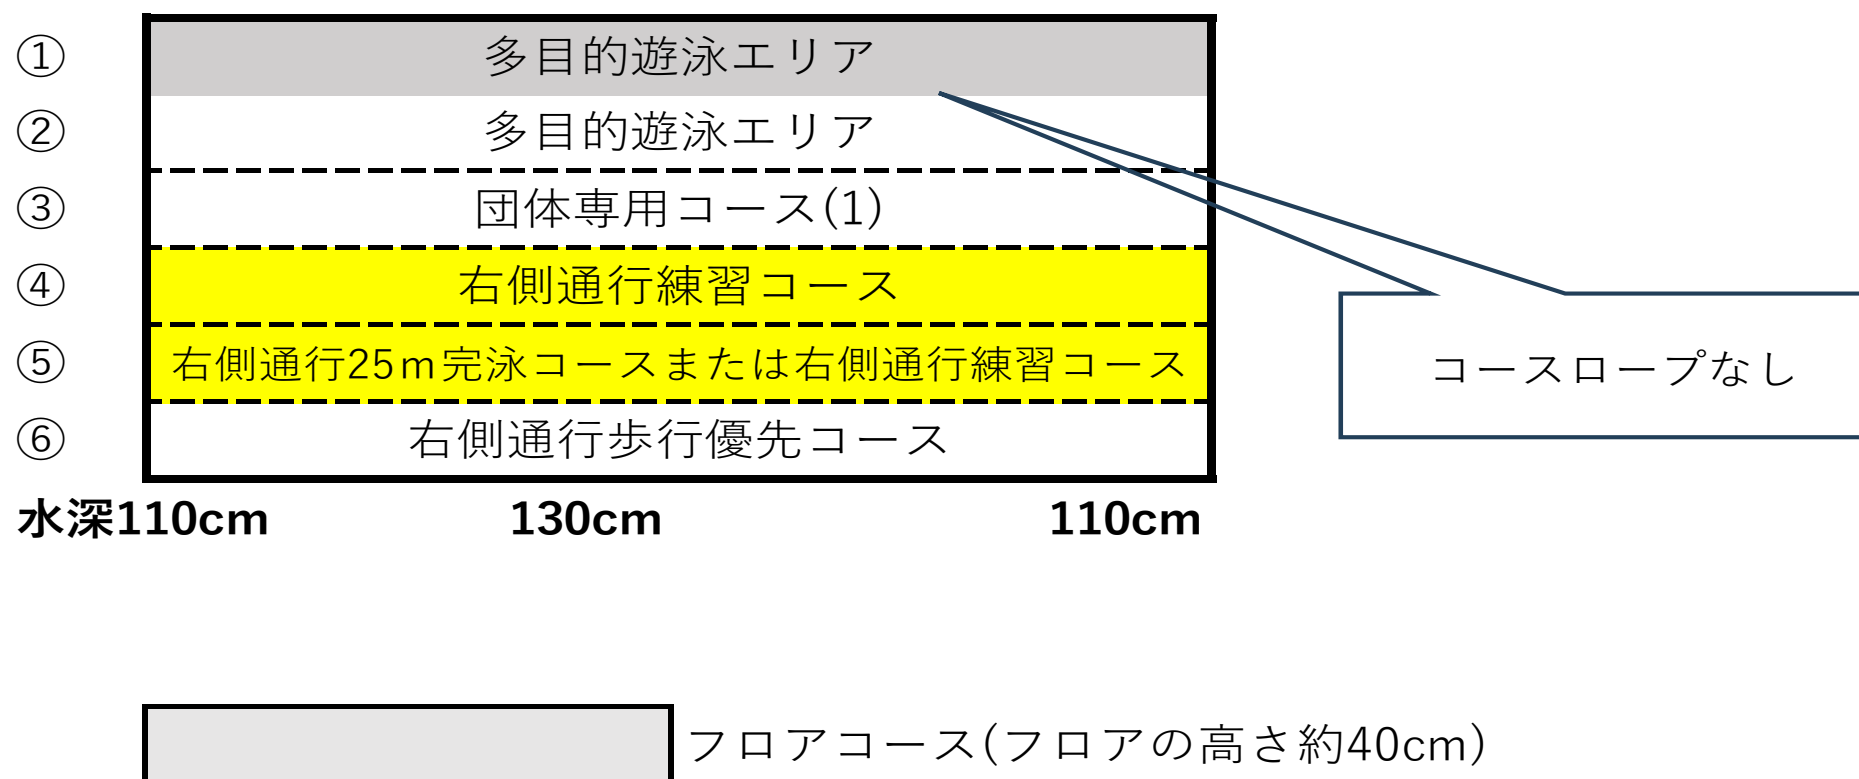 ① 多目的遊泳エリア
② 多目的遊泳エリア
③ 団体専用コース(1)
④ 右側通行練習コース
⑤ 右側通行25ｍ完泳コースまたは右側通行練習コース
コースロープなし
⑥ 右側通行歩行優先コース
水深110cm 130cm 110cm
フロアコース(フロアの高さ約40cm)